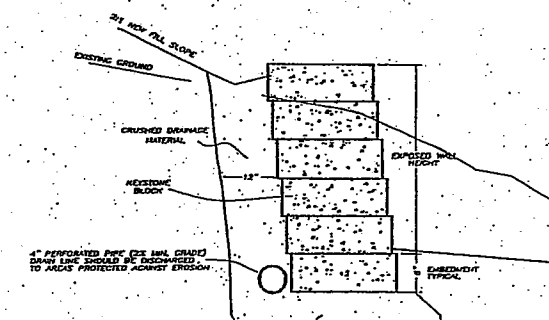 2:1 NEW FILL SLOPE
EXISTING GROUND
CRUSHED DRAINAGE
MATERIAL
12"
KEYSTONE
BLOCK
EXPOSED WALL
HEIGHT
4" PERFORATED PIPE (2% MIN. GRADE)
DRAIN LINE SHOULD BE DISCHARGED
TO AREAS PROTECTED AGAINST EROSION
EMBEDMENT
TYPICAL